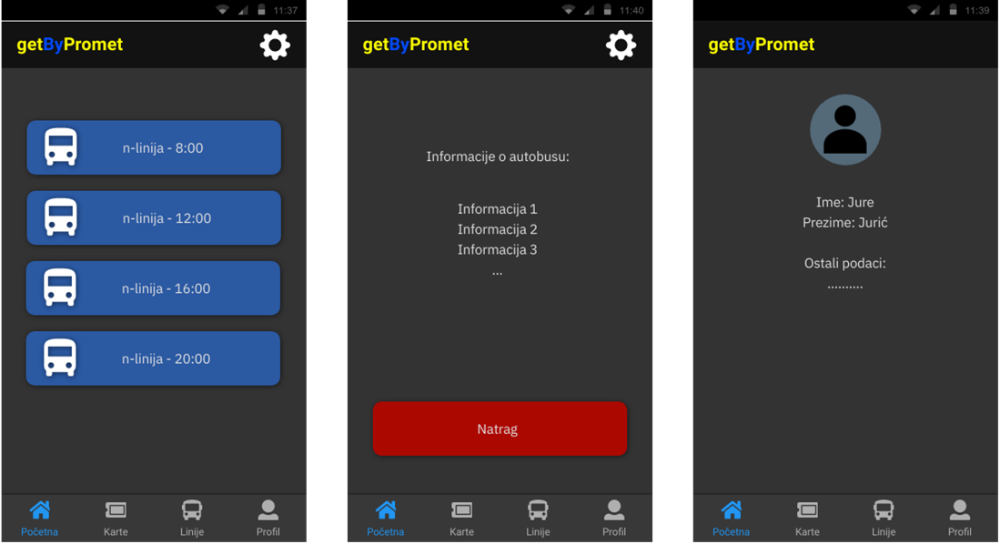 11:37
getByPromet
n-linija - 8:00
n-linija - 12:00
n-linija - 16:00
n-linija - 20:00
Početna
Karte
Linije
Profil
11:40
getByPromet
Informacije o autobusu:
Informacija 1
Informacija 2
Informacija 3
...
Natrag
Početna
Karte
Linije
Profil
11:39
getByPromet
Ime: Jure
Prezime: Jurić
Ostali podaci:
..........
Početna
Karte
Linije
Profil